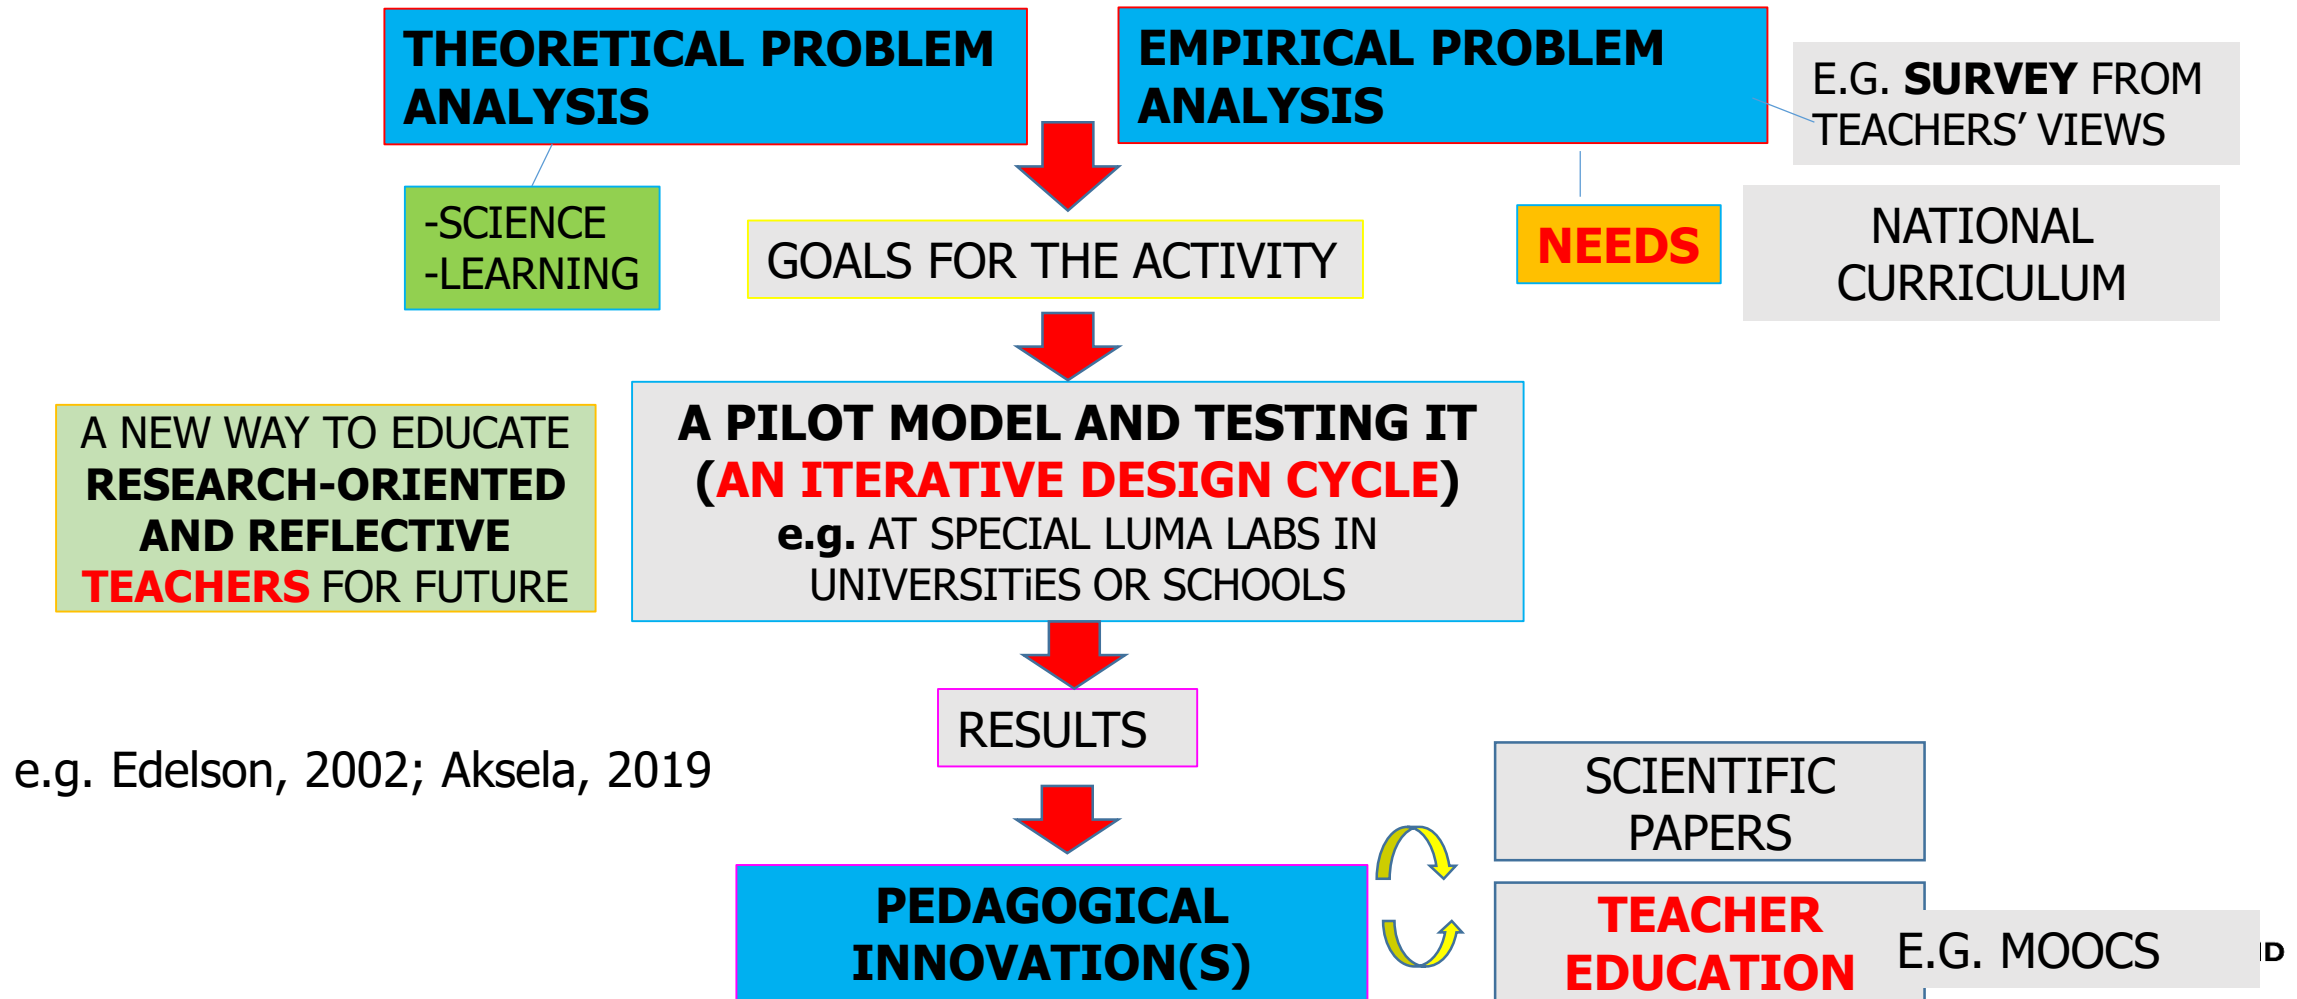 THEORETICAL PROBLEM
ANALYSIS
EMPIRICAL PROBLEM
ANALYSIS
E.G. SURVEY FROM
TEACHERS’ VIEWS
-SCIENCE
-LEARNING
GOALS FOR THE ACTIVITY
NEEDS
NATIONAL
CURRICULUM
A NEW WAY TO EDUCATE
RESEARCH-ORIENTED
AND REFLECTIVE
TEACHERS FOR FUTURE
A PILOT MODEL AND TESTING IT
(AN ITERATIVE DESIGN CYCLE)
e.g. AT SPECIAL LUMA LABS IN
UNIVERSITiES OR SCHOOLS
RESULTS
e.g. Edelson, 2002; Aksela, 2019
SCIENTIFIC
PAPERS
PEDAGOGICAL
INNOVATION(S)
TEACHER
EDUCATION
E.G. MOOCS